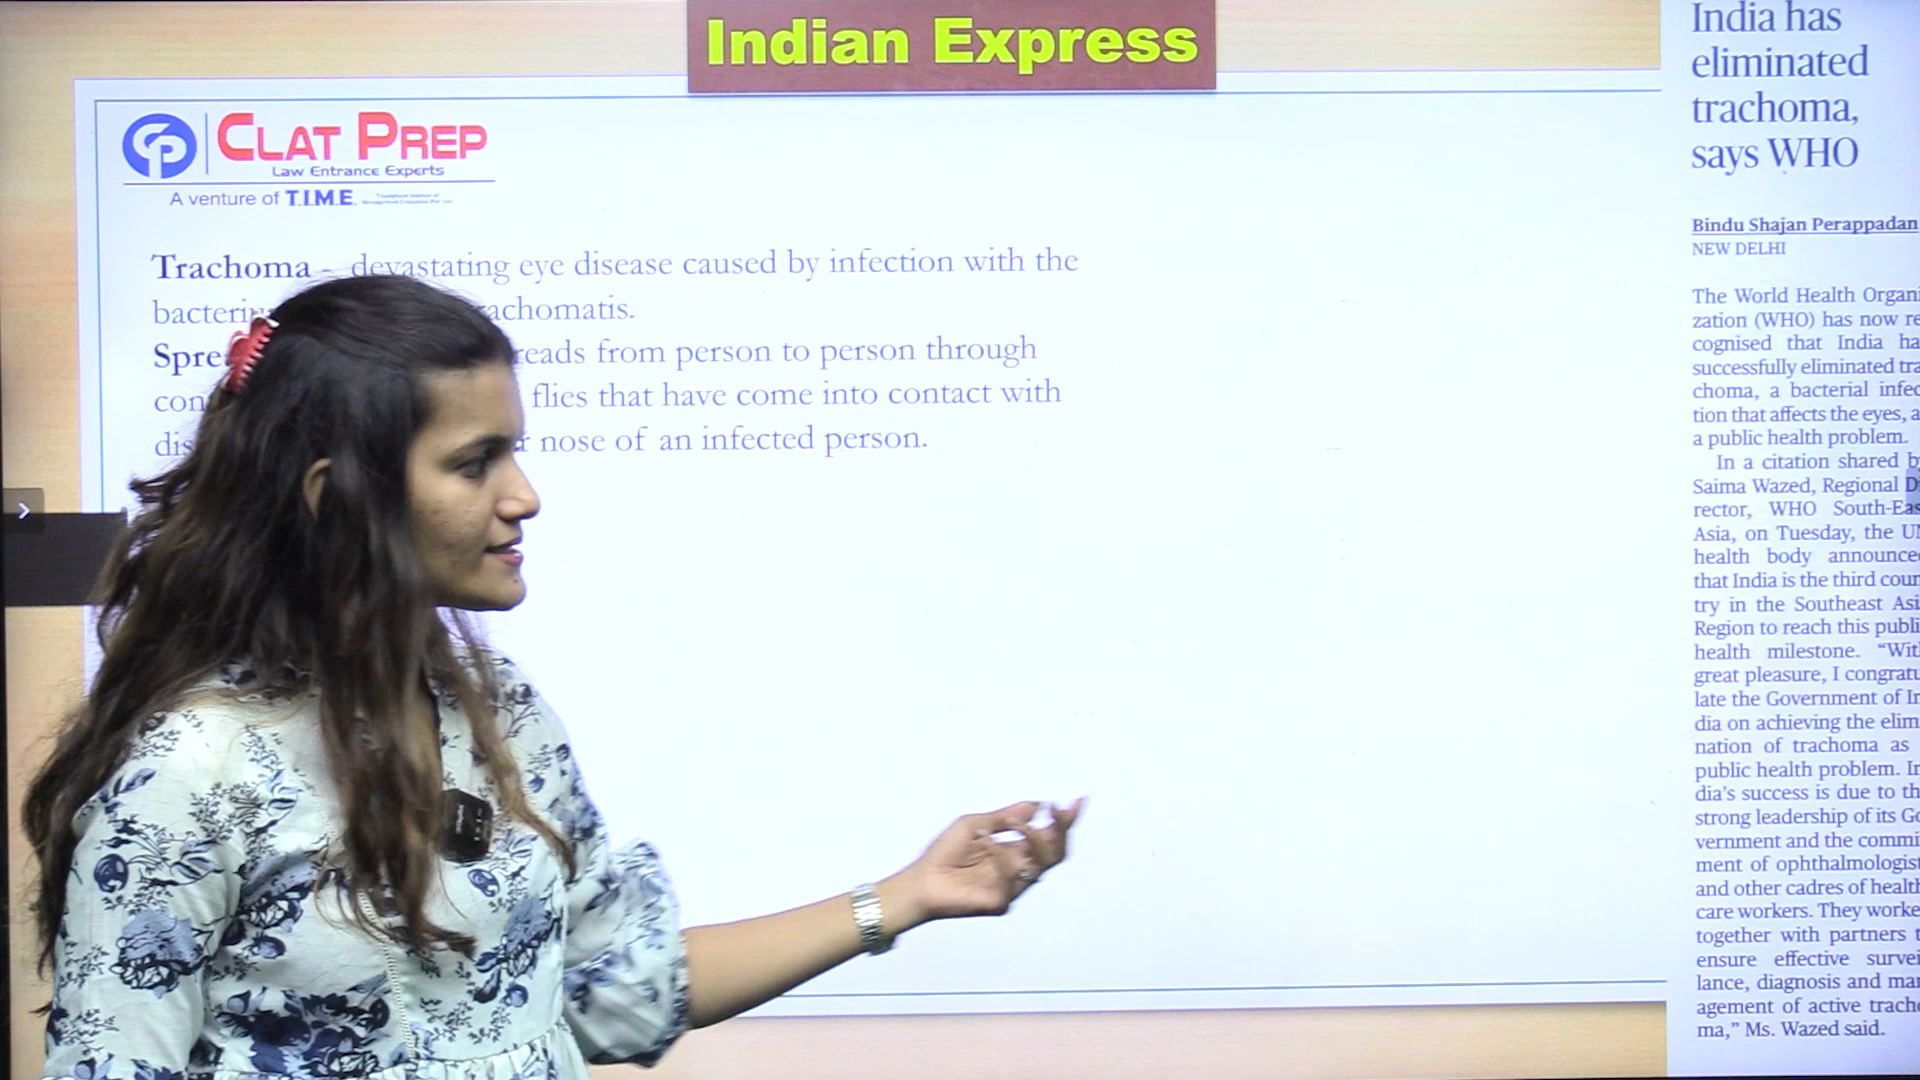 Indian Express
CLAT PREP
Law Entrance Experts
A venture of T.I.M.E.
Trachoma - devastating eye disease caused by infection with the
achomatis.
reads from person to person through
flies that have come into contact with
nose of an infected person.
India has
eliminated
trachoma,
says WHO
Bindu Shajan Perappadan
NEW DELHI
The World Health Organi
zation (WHO) has now re
cognised that India ha
successfully eliminated tra
choma, a bacterial infec
tion that affects the eyes, a
a public health problem.
In a citation shared by
Saima Wazed, Regional D
rector, WHO South-Eas
Asia, on Tuesday, the UN
health body announced
that India is the third coun
try in the Southeast Asi
Region to reach this publi
health milestone. “With
great pleasure, I congratu
late the Government of In
dia on achieving the elimi
nation of trachoma as
public health problem. In
dia’s success is due to th
strong leadership of its Go
vernment and the commi
ment of ophthalmologist
and other cadres of health
care workers. They worke
together with partners t
ensure effective survei
lance, diagnosis and man
agement of active tracho
ma,” Ms. Wazed said.